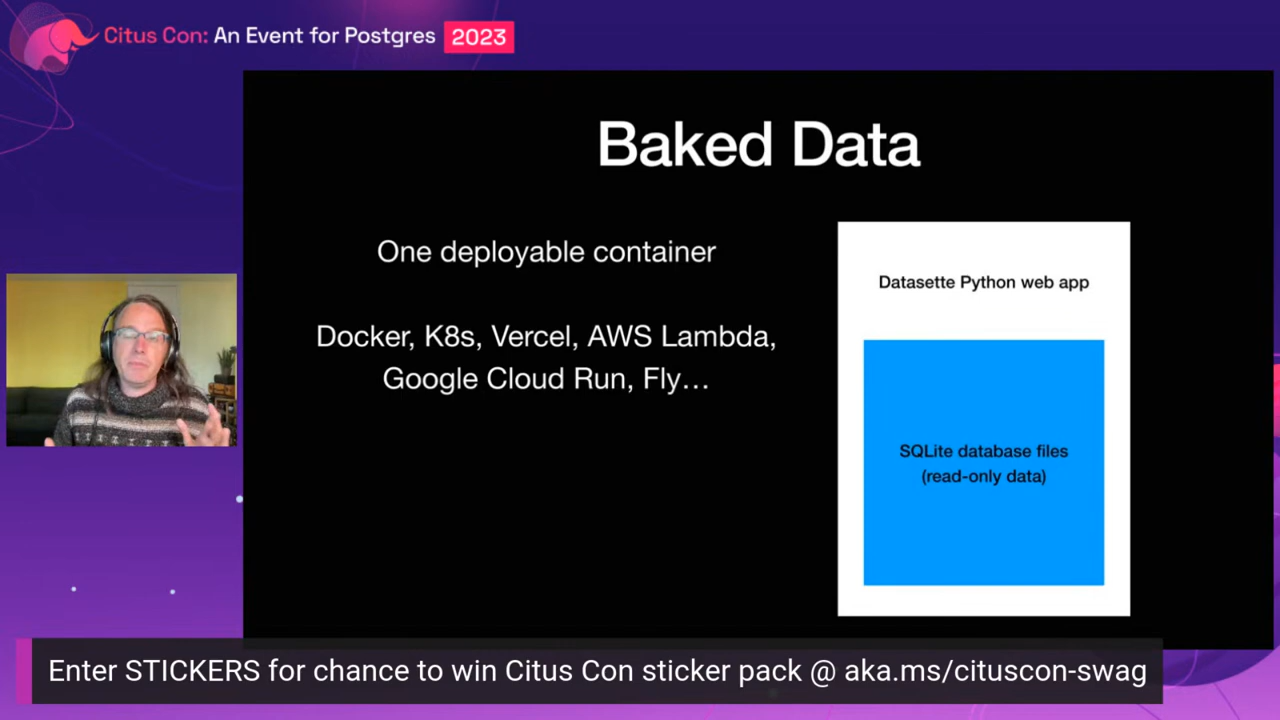 Citus Con: An Event for Postgres 2023
Baked Data
One deployable container
Docker, K8s, Vercel, AWS Lambda,
Google Cloud Run, Fly…
Datasette Python web app
SQLite database files
(read-only data)
Enter STICKERS for chance to win Citus Con sticker pack @ aka.ms/cituscon-swag